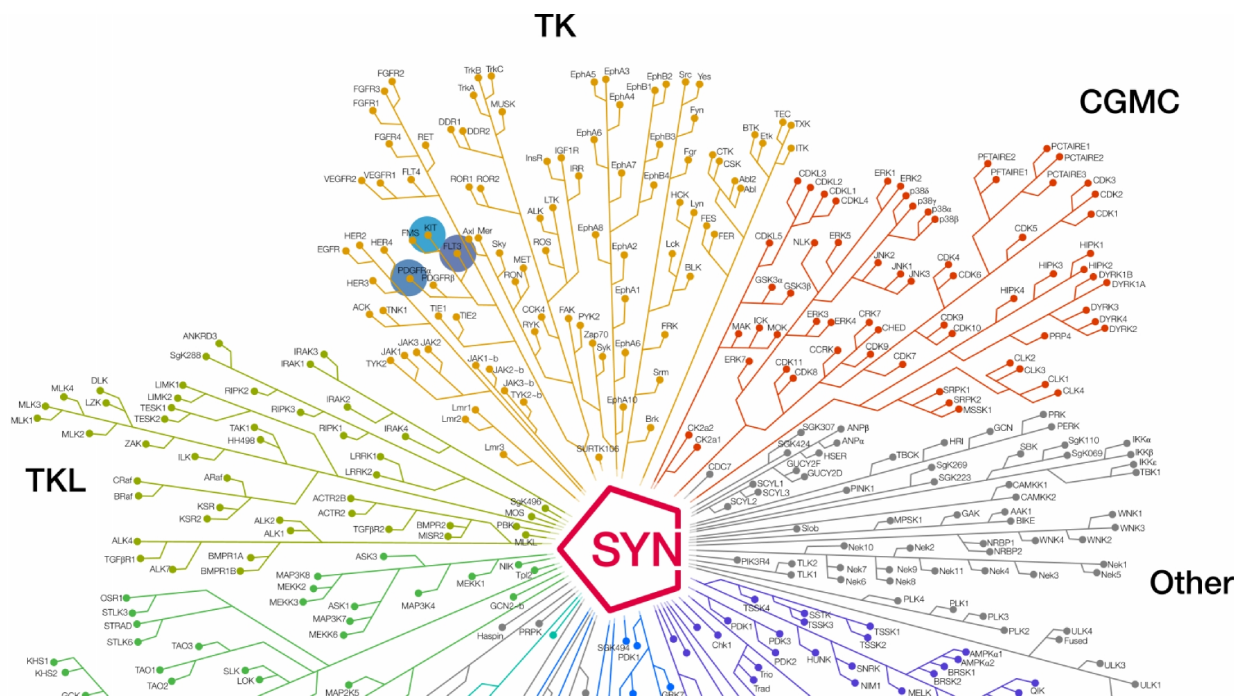 TK
CGMC
TKL
Other
SYN
FGFR2
FGFR3
FGFR1
FGFR4
RET
TrkB
TrkC
TrkA
MUSK
DDR1
DDR2
VEGFR2
VEGFR1
FLT4
ROR1
ROR2
FMS
KIT
FLT3
Axl
Mer
Sky
HER2
EGFR
HER4
HER3
PDGFRα
PDGFRβ
MET
RON
ACK
TNK1
TIE1
TIE2
CCK4
RYK
JAK3
JAK2
JAK1
TYK2
JAK1~b
JAK2~b
JAK3~b
TYK2~b
Lmr1
Lmr2
Lmr3
SURTK106
InsR
IGF1R
IRR
LTK
ALK
ROS
FAK
PYK2
Zap70
Syk
EphA5
EphA3
EphA4
EphA6
EphA7
EphA8
EphA2
EphA1
EphA6
EphA10
EphB2
EphB1
EphB3
EphB4
Src
Yes
Fyn
Fgr
HCK
Lyn
Lck
BLK
FRK
Srm
Brk
CTK
CSK
Abl2
Abl
FES
FER
TEC
TXK
BTK
Etk
ITK
CDKL3
CDKL2
CDKL1
CDKL4
CDKL5
ERK1
ERK2
p38δ
p38γ
p38α
p38β
NLK
ERK5
JNK2
JNK1
JNK3
GSK3α
GSK3β
MAK
ICK
MOK
ERK3
ERK4
ERK7
CRK7
CHED
CCRK
CDK9
CDK7
CDK11
CDK8
CDK9
CDK10
CDK4
CDK6
CDK5
PFTAIRE2
PFTAIRE1
PCTAIRE1
PCTAIRE2
PCTAIRE3
CDK3
CDK2
CDK1
HIPK1
HIPK2
HIPK3
HIPK4
DYRK1B
DYRK1A
DYRK3
DYRK4
DYRK2
PRP4
CLK2
CLK3
CLK1
CLK4
SRPK1
SRPK2
MSSK1
CK2a2
CK2a1
CDC7
ANKRD3
SgK288
IRAK3
IRAK1
DLK
MLK4
MLK3
MLK1
LZK
MLK2
LIMK1
LIMK2
TESK1
TESK2
RIPK2
RIPK3
IRAK2
RIPK1
IRAK4
TAK1
HH498
ZAK
ILK
LRRK1
LRRK2
CRaf
BRaf
ARaf
KSR
KSR2
ACTR2B
ACTR2
TGFβR2
BMPR2
MISR2
ALK2
ALK1
ALK4
TGFβR1
ALK7
BMPR1A
BMPR1B
SgK496
MOS
PBK
MLKL
SGK307
ANPβ
ANPα
SGK424
HSER
GUCY2F
GUCY2D
SCYL1
SCYL3
SCYL2
TBCK
HRI
GCN
PRK
PERK
SBK
SgK110
SgK069
IKKα
IKKβ
IKKε
TBK1
SgK269
SGK223
PINK1
CAMKK1
CAMKK2
Slob
MPSK1
GAK
AAK1
BIKE
WNK1
WNK3
WNK4
WNK2
NRBP1
NRBP2
PIK3R4
TLK2
TLK1
Nek10
Nek2
Nek7
Nek6
Nek9
Nek8
Nek11
Nek4
Nek3
Nek1
Nek5
PLK4
PLK1
PLK3
PLK2
ULK4
Fused
ULK3
ULK1
ASK3
NIK
Tpl2
MAP3K8
MEKK2
MEKK3
MEKK1
MAP3K4
ASK1
MAP3K7
MEKK6
GCN2~b
Haspin
PRPK
OSR1
STLK3
STRAD
STLK6
TAO3
TAO1
TAO2
SLK
LOK
MAP2K5
KHS1
KHS2
GCK
SGK494
PDK1
GRK7
TSSK4
SSTK
TSSK3
TSSK1
TSSK2
PDK1
Chk1
PDK3
PDK2
Trio
Trad
HUNK
SNRK
NIM1
MELK
AMPKα1
AMPKα2
BRSK1
BRSK2
QIK